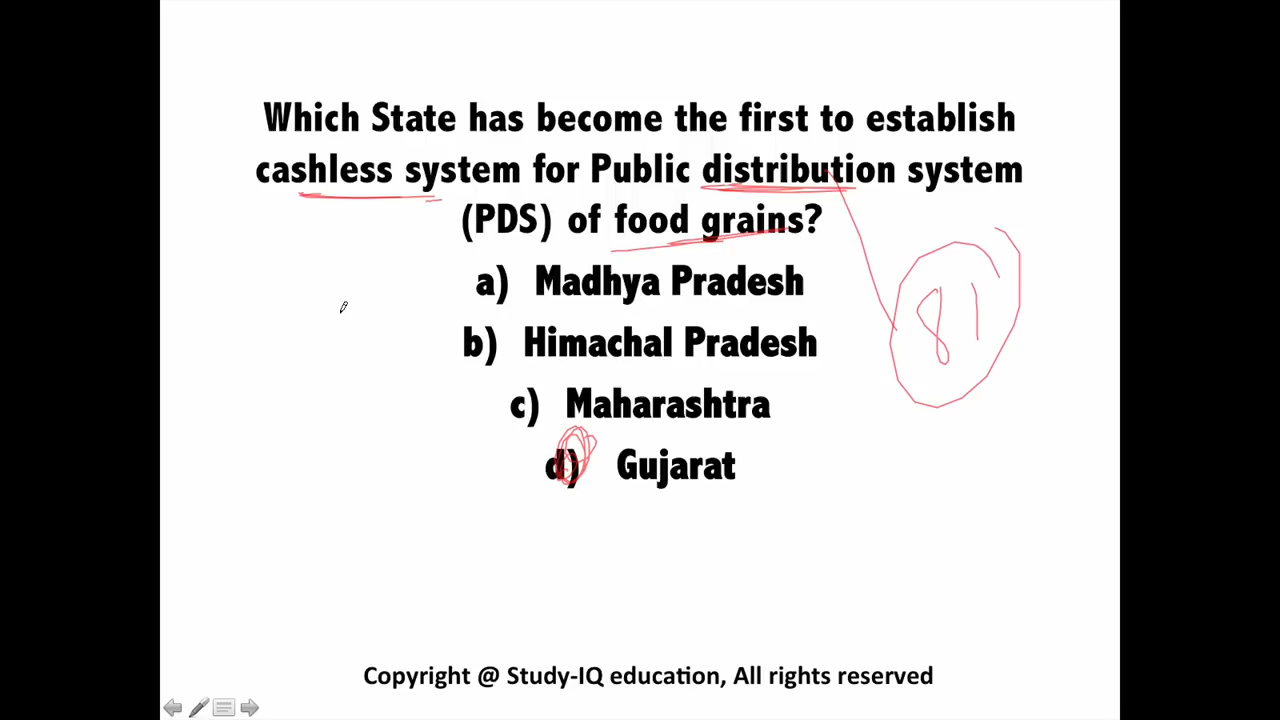 Which State has become the first to establish
cashless system for Public distribution system
(PDS) of food grains?
a) Madhya Pradesh
b) Himachal Pradesh
81
c) Maharashtra
d) Gujarat
Copyright @ Study-IQ education, All rights reserved